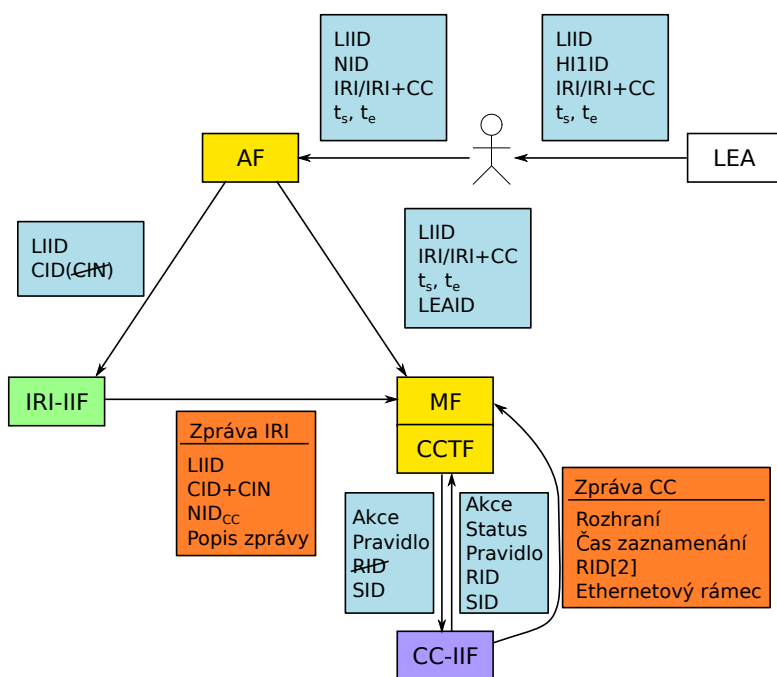 LIID
NID
IRI/IRI+CC
ts, te
LIID
HI1ID
IRI/IRI+CC
ts, te
AF
LEA
LIID
CID(CIN)
LIID
IRI/IRI+CC
ts, te
LEAID
IRI-IIF
MF
CCTF
Zpráva IRI
LIID
CID+CIN
NIDCC
Popis zprávy
Akce
Pravidlo
RID
SID
Akce
Status
Pravidlo
RID
SID
Zpráva CC
Rozhraní
Čas zaznamenání
RID[2]
Ethernetový rámec
CC-IIF